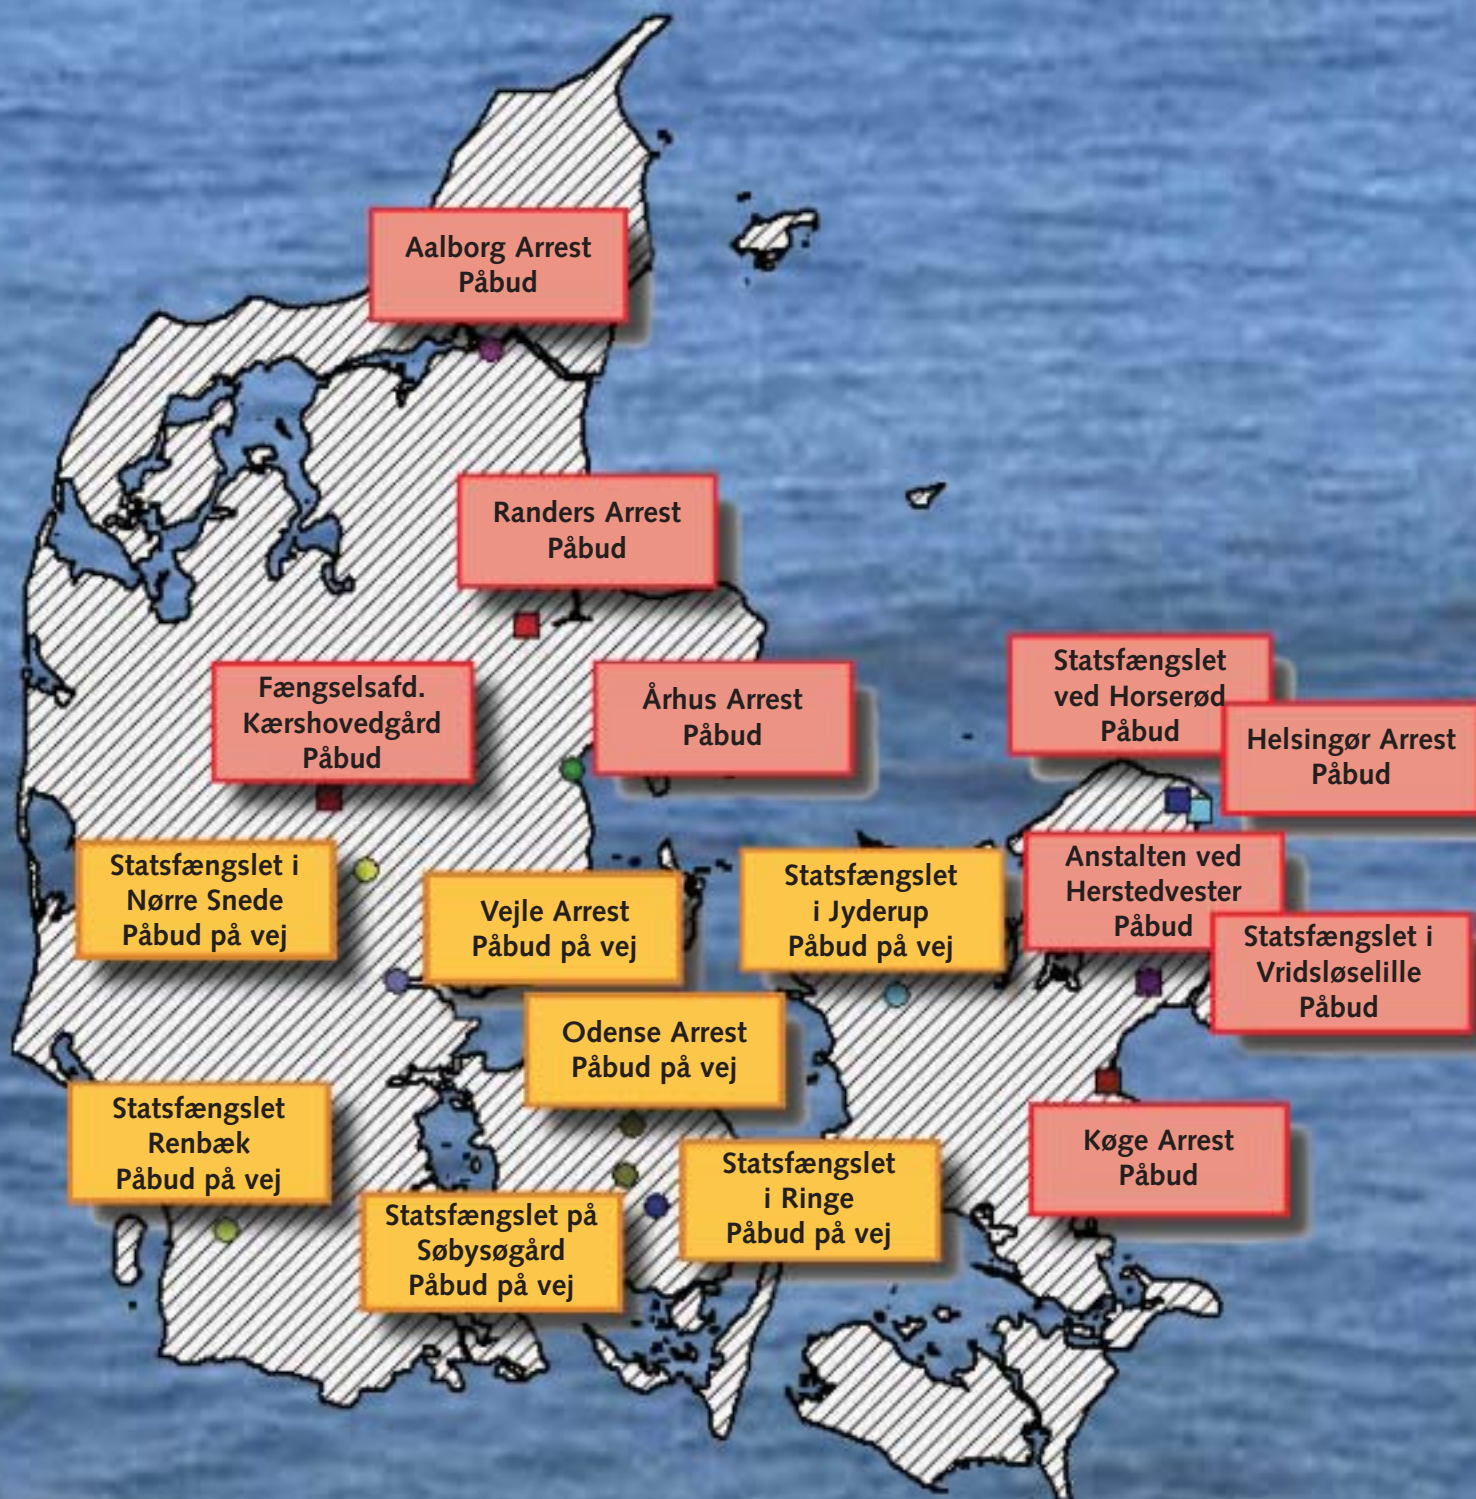 Aalborg Arrest
Påbud
Randers Arrest
Påbud
Fængselsafd.
Kærshovedgård
Påbud
Århus Arrest
Påbud
Statsfængslet
ved Horserød
Påbud
Helsingør Arrest
Påbud
Statsfængslet i
Nørre Snede
Påbud på vej
Vejle Arrest
Påbud på vej
Statsfængslet
i Jyderup
Påbud på vej
Anstalten ved
Herstedvester
Påbud
Statsfængslet i
Vridsløselille
Påbud
Odense Arrest
Påbud på vej
Statsfængslet
Renbæk
Påbud på vej
Statsfængslet på
Søbysøgård
Påbud på vej
Statsfængslet
i Ringe
Påbud på vej
Køge Arrest
Påbud